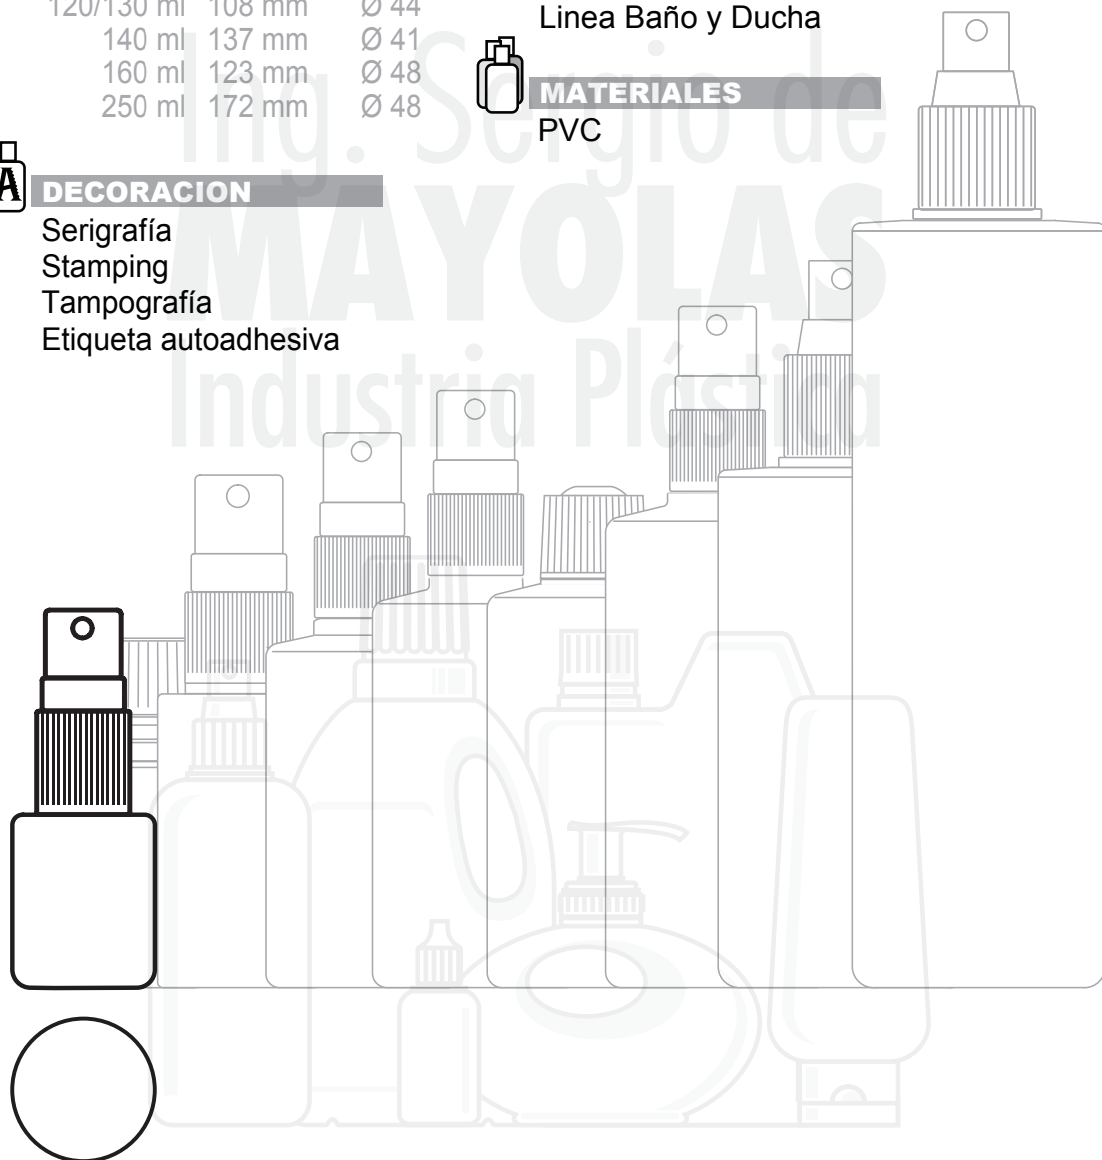 120/130 ml 108 mm Ø 44
140 ml 137 mm Ø 41
160 ml 123 mm Ø 48
250 ml 172 mm Ø 48
Linea Baño y Ducha
MATERIALES
PVC
A DECORACION
Serigrafía
Stamping
Tampografía
Etiqueta autoadhesiva
Ing. Sergio de
MAYOLAS
Industria Plástica